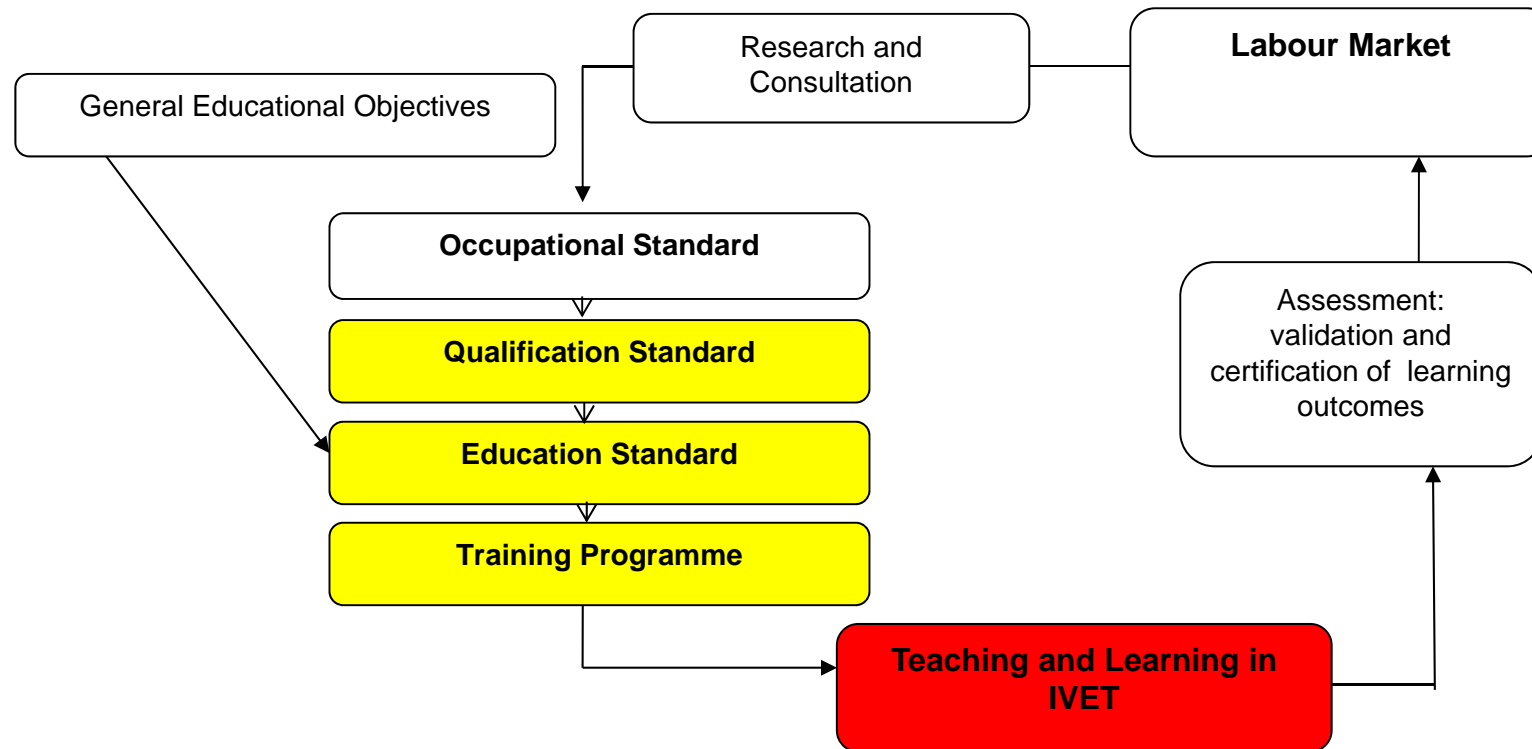 Research and
Consultation
Labour Market
General Educational Objectives
Occupational Standard
Qualification Standard
Education Standard
Training Programme
Assessment:
validation and
certification of learning
outcomes
Teaching and Learning in
IVET